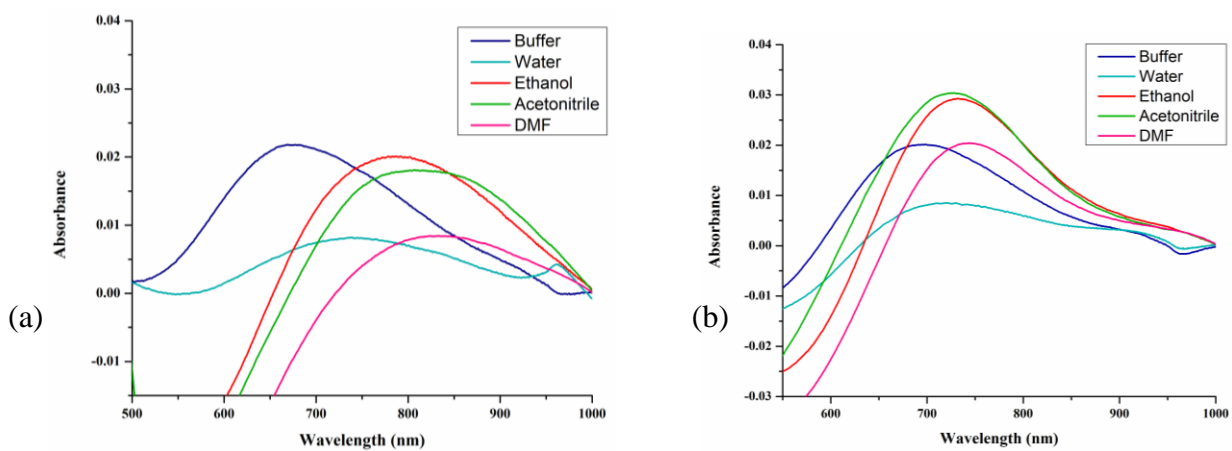 (a)
Absorbance
0.04
0.03
0.02
0.01
0.00
-0.01
500
600
700
800
900
1000
Wavelength (nm)
Buffer
Water
Ethanol
Acetonitrile
DMF
(b)
Absorbance
0.04
0.03
0.02
0.01
0.00
-0.01
-0.02
-0.03
600
700
800
900
1000
Wavelength (nm)
Buffer
Water
Ethanol
Acetonitrile
DMF